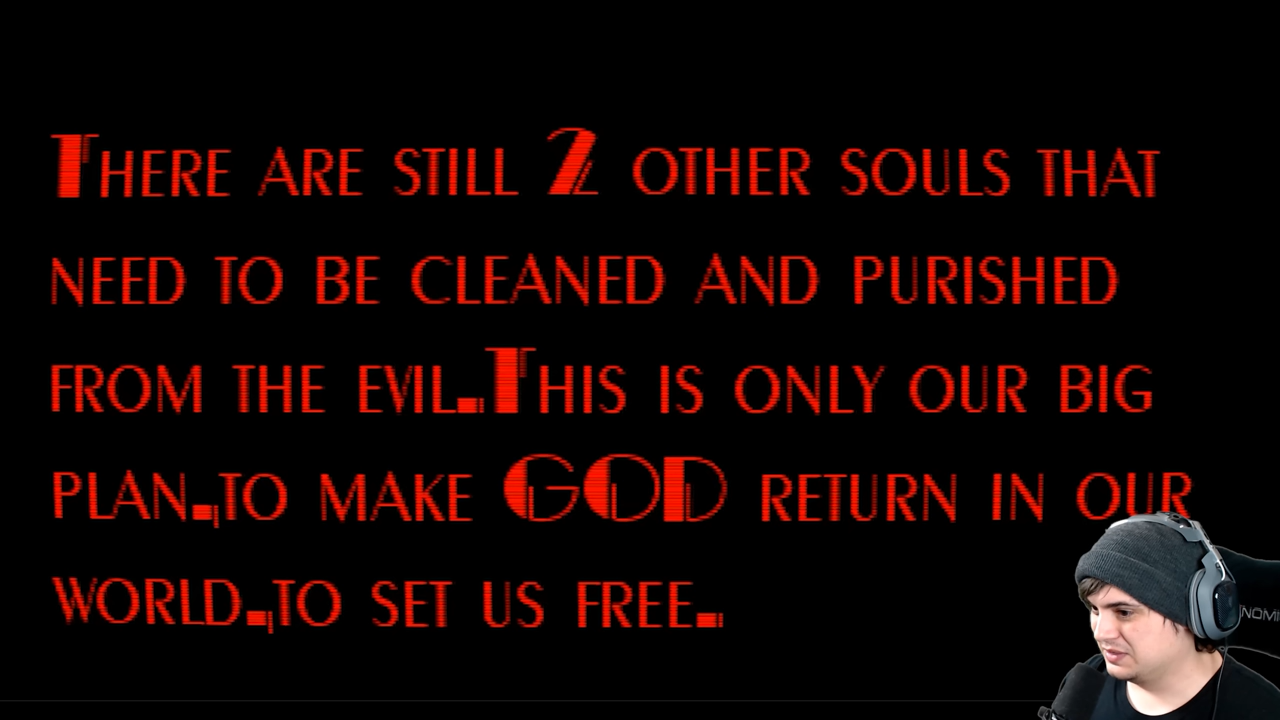 There are still 2 other souls that
need to be cleaned and purished
from the evil.This is only our big
plan.,to make GOD return in our
world.,to set us free.